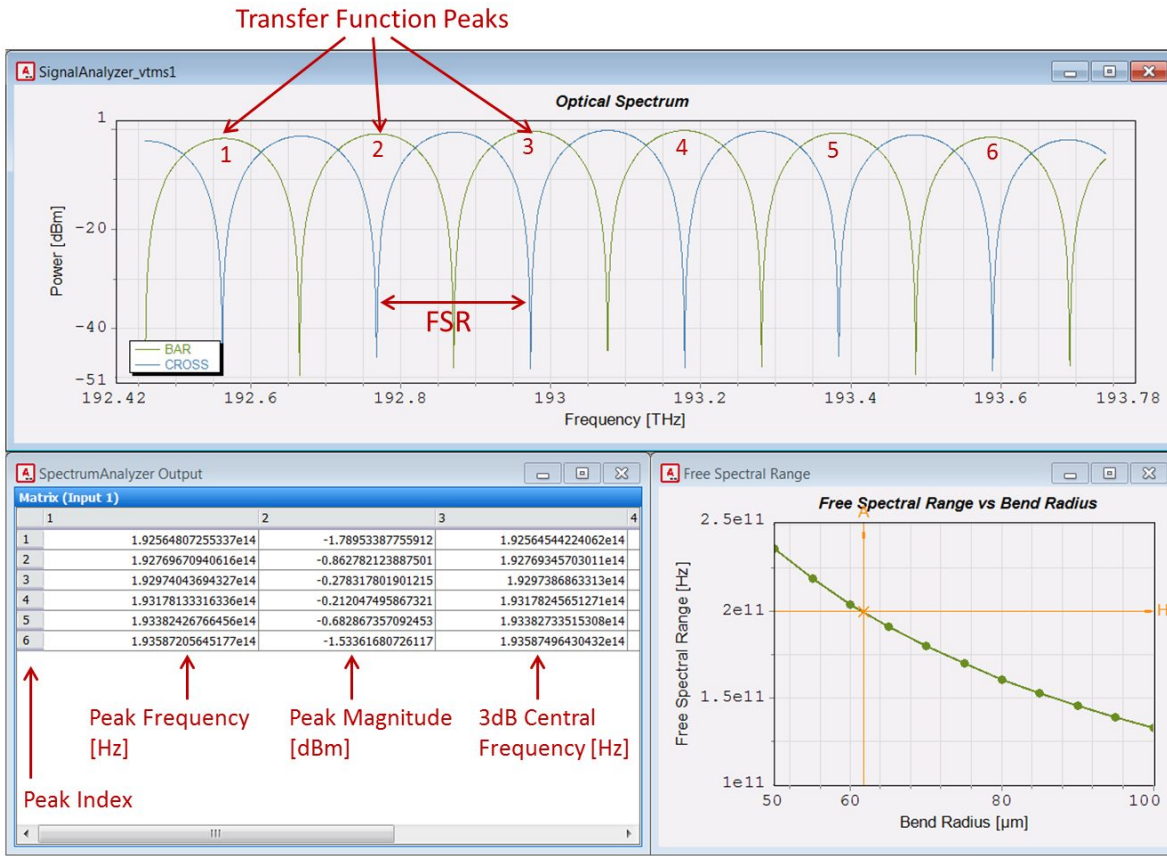 Transfer Function Peaks
SignalAnalyzer_vtms1
Optical Spectrum
1
-20
-40
-51
Power [dBm]
1 2 3 4 5 6
FSR
BAR
CROSS
192.42 192.6 192.8 193 193.2 193.4 193.6 193.78
Frequency [THz]
SpectrumAnalyzer Output
Matrix (Input 1)
1 2 3 4
1 1.92564807255337e14 -1.78953387755912 1.92564544224062e14
2 1.92769670940616e14 -0.862782123887501 1.92769345703011e14
3 1.92974043694327e14 -0.278317801901215 1.9297386863313e14
4 1.93178133316336e14 -0.212047495867321 1.93178245651271e14
5 1.93382426766456e14 -0.682867357092453 1.93382733515308e14
6 1.93587205645177e14 -1.53361680726117 1.93587496430432e14
Peak Frequency
[Hz]
Peak Magnitude
[dBm]
3dB Central
Frequency [Hz]
Peak Index
Free Spectral Range
Free Spectral Range vs Bend Radius
A
H
2.5e11
2e11
1.5e11
1e11
Free Spectral Range [Hz]
50 60 80 100
Bend Radius [µm]